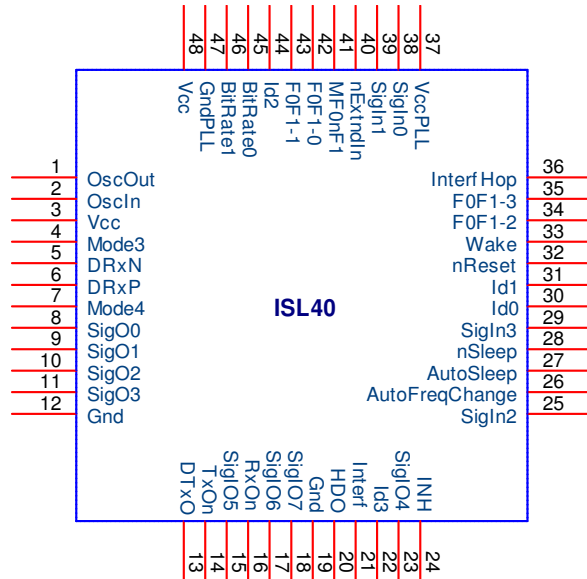 48 47 46 45 44 43 42 41 40 39 38 37
Vcc GndPLL BitRate1 BitRate0 Id2 F0F1-1 F0F1-0 MF0nF1 nExtndIn SigIn1 SigIn0 VccPLL
1 OscOut
2 OscIn
3 Vcc
4 Mode3
5 DRxN
6 DRxP
7 Mode4
8 SigO0
9 SigO1
10 SigO2
11 SigO3
12 Gnd
ISL40
InterfHop 36
F0F1-3 35
F0F1-2 34
Wake 33
nReset 32
Id1 31
Id0 30
SigIn3 29
nSleep 28
AutoSleep 27
AutoFreqChange 26
SigIn2 25
DTxO TxOn SigIO5 RxOn SigIO6 SigIO7 Gnd HDO Interf Id3 SigIO4 INH
13 14 15 16 17 18 19 20 21 22 23 24